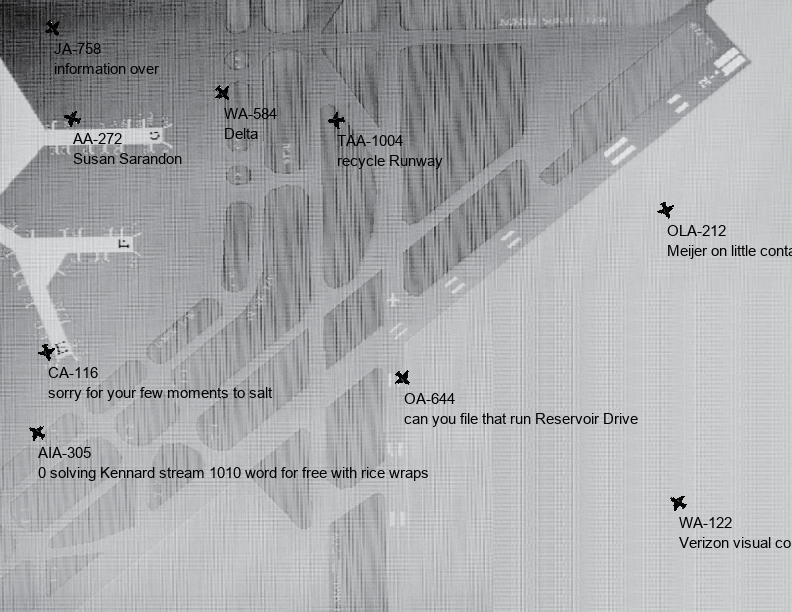 JA-758
information over
WA-584
Delta
AA-272
Susan Sarandon
TAA-1004
recycle Runway
OLA-212
Meijer on little conta
CA-116
sorry for your few moments to salt
OA-644
can you file that run Reservoir Drive
AIA-305
0 solving Kennard stream 1010 word for free with rice wraps
WA-122
Verizon visual co